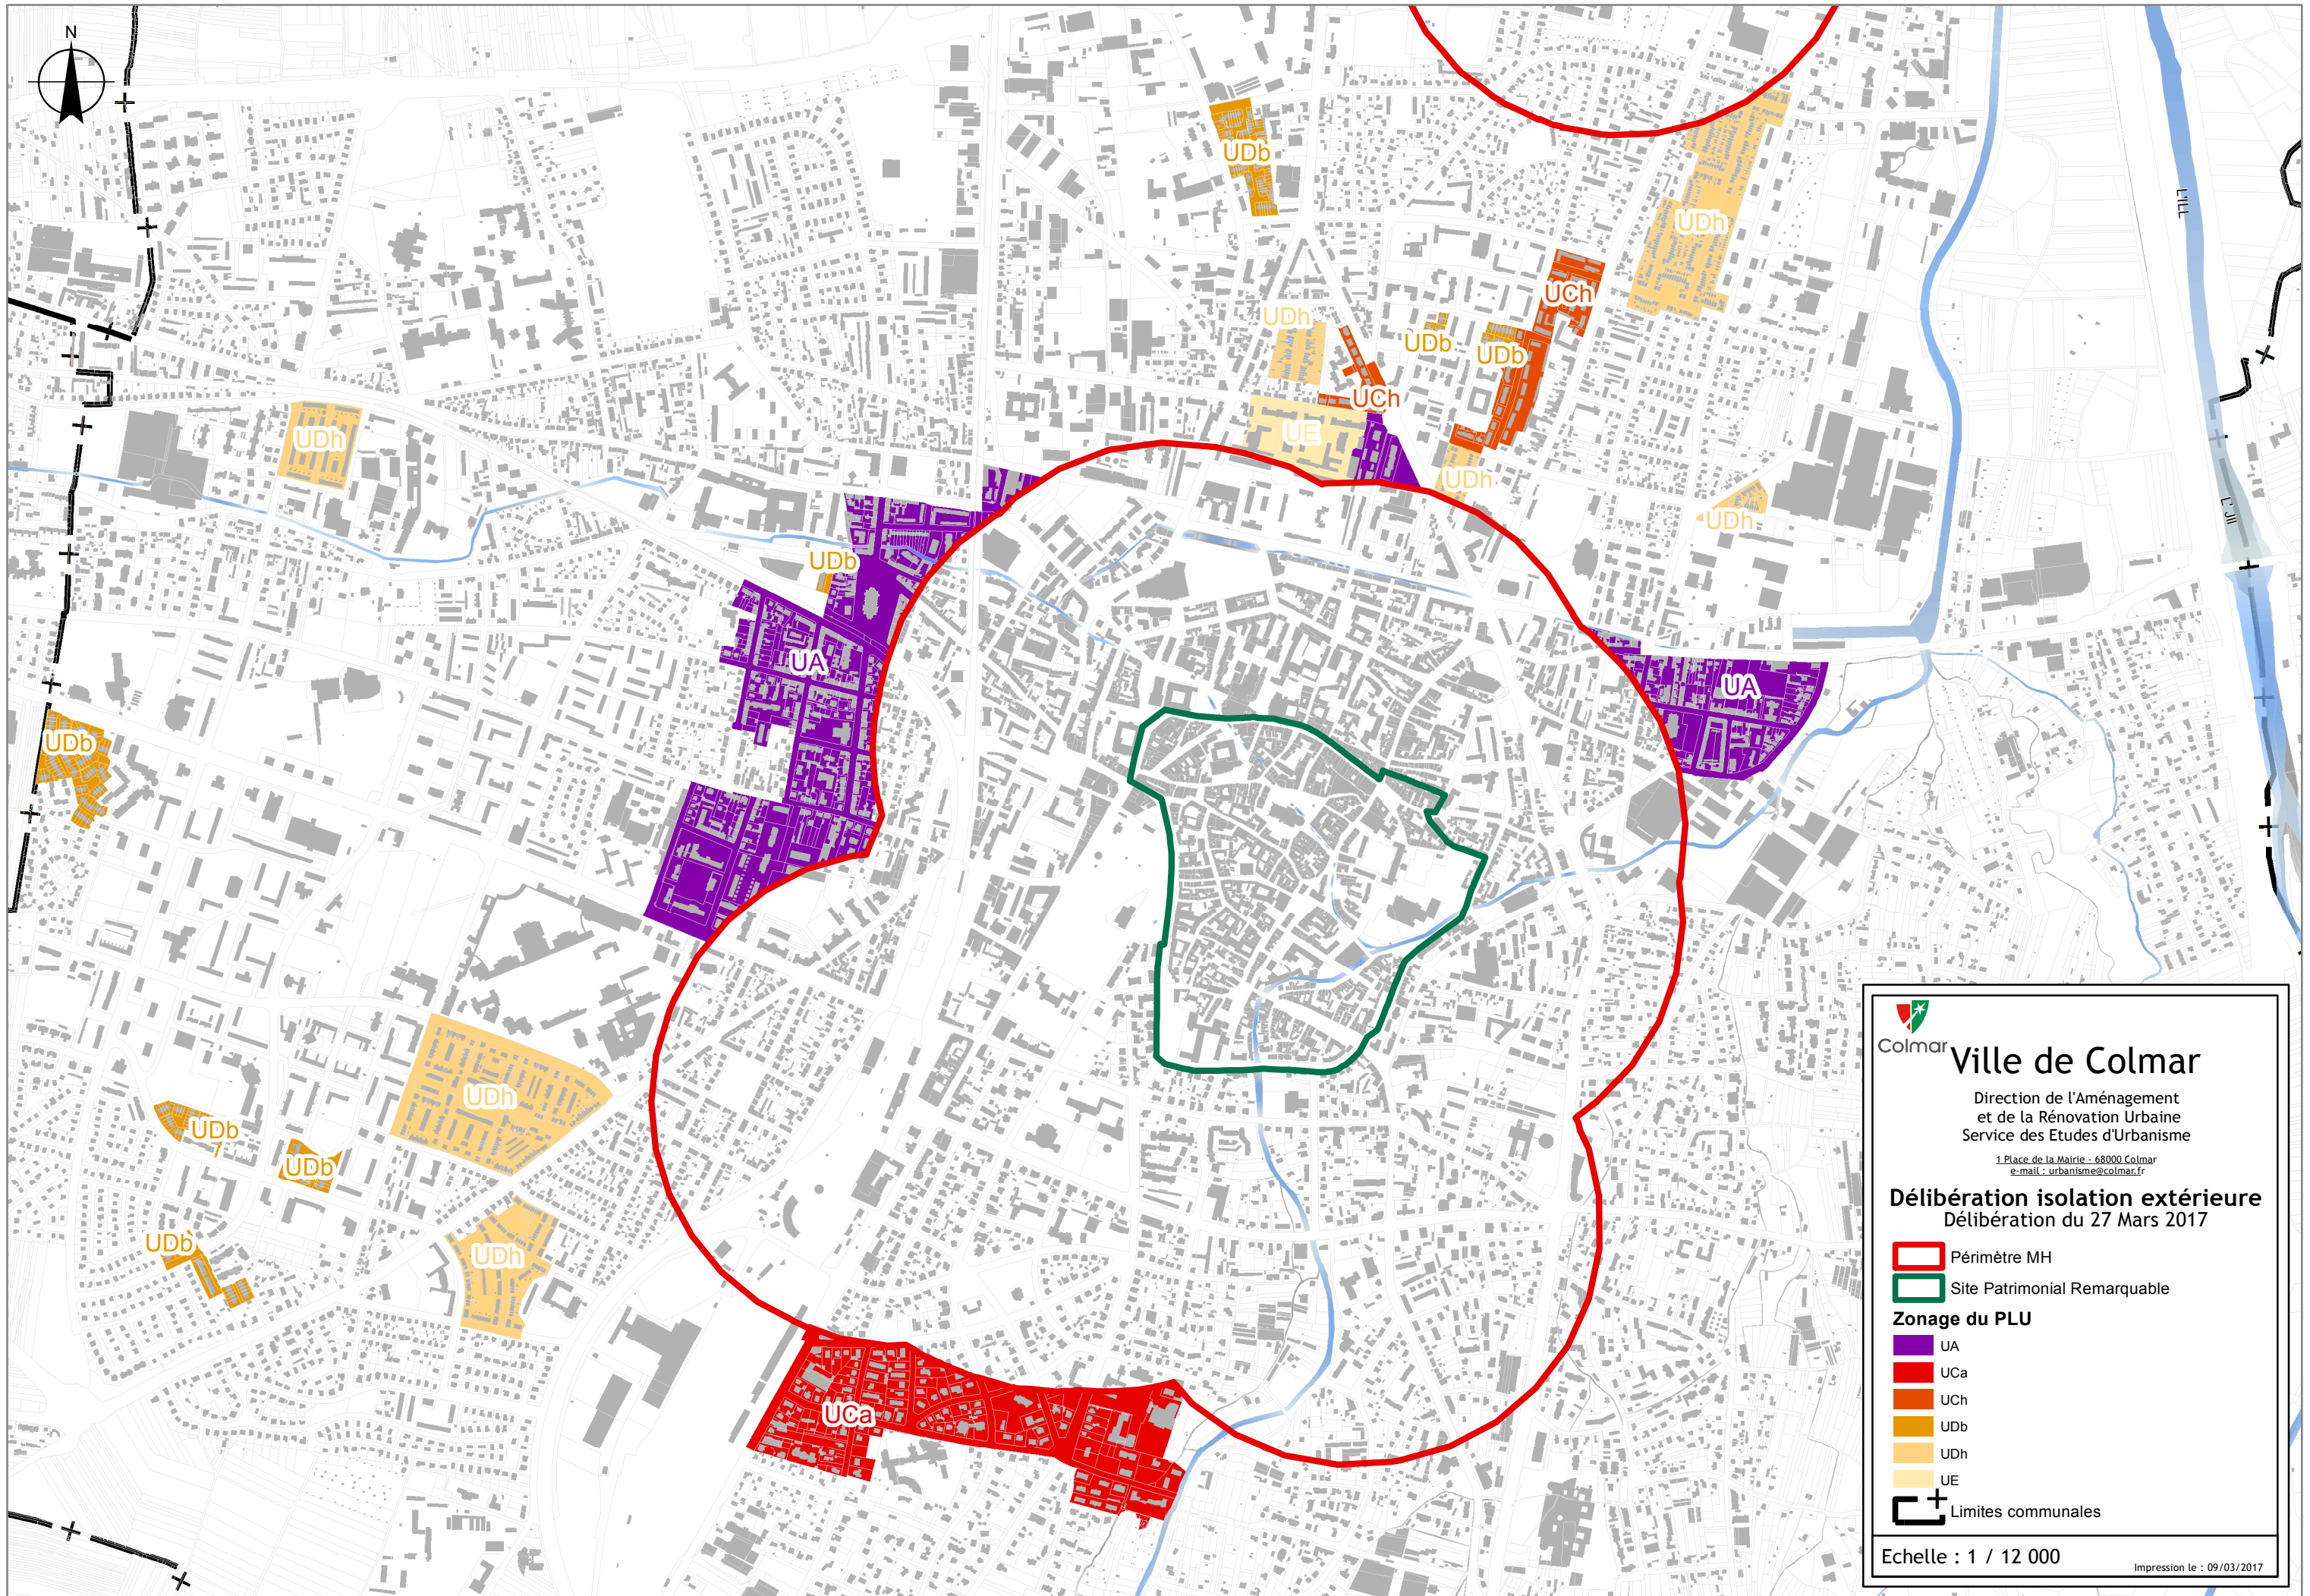 N
UDb
L'ILL
UDh
UCh
UDh
UDb
UDb
UCh
UDh
UE
UDh
UDh
L'Jll
UDb
UA
UA
UDb
UDh
UDb
UDb
UDb
UDh
UCa
Colmar
Ville de Colmar
Direction de l'Aménagement
et de la Rénovation Urbaine
Service des Etudes d'Urbanisme
1 Place de la Mairie - 68000 Colmar
e-mail : urbanisme@colmar.fr
Délibération isolation extérieure
Délibération du 27 Mars 2017
Périmètre MH
Site Patrimonial Remarquable
Zonage du PLU
UA
UCa
UCh
UDb
UDh
UE
Limites communales
Echelle : 1 / 12 000
Impression le : 09/03/2017